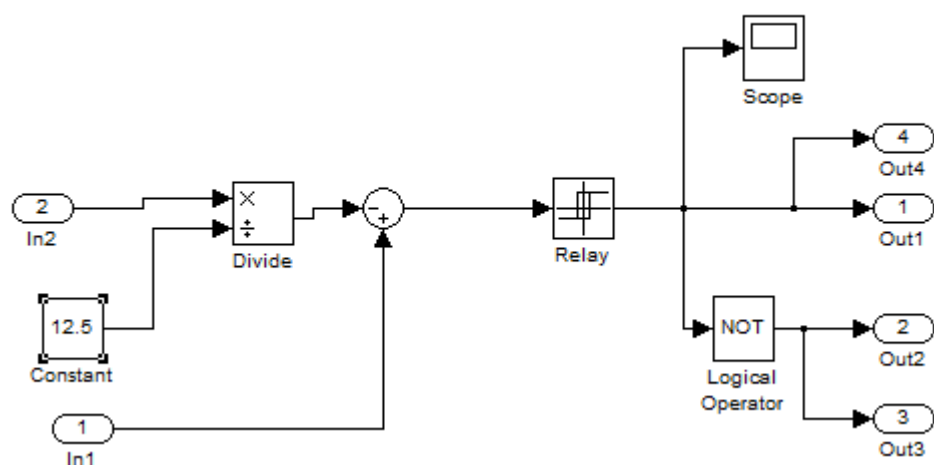 Scope
4
Out4
2
In2
×
÷
Divide
-
+
Relay
1
Out1
12.5
Constant
NOT
Logical
Operator
2
Out2
3
Out3
1
In1